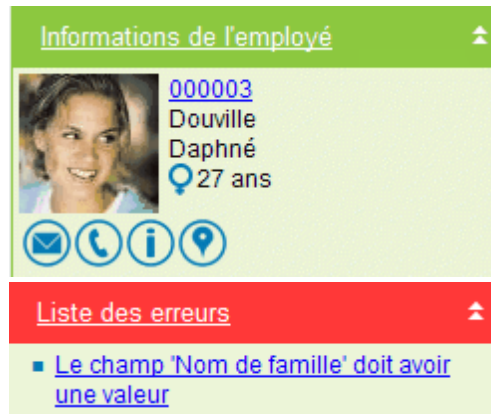 Informations de l'employé
000003
Douville
Daphné
27 ans
Liste des erreurs
Le champ 'Nom de famille' doit avoir
une valeur